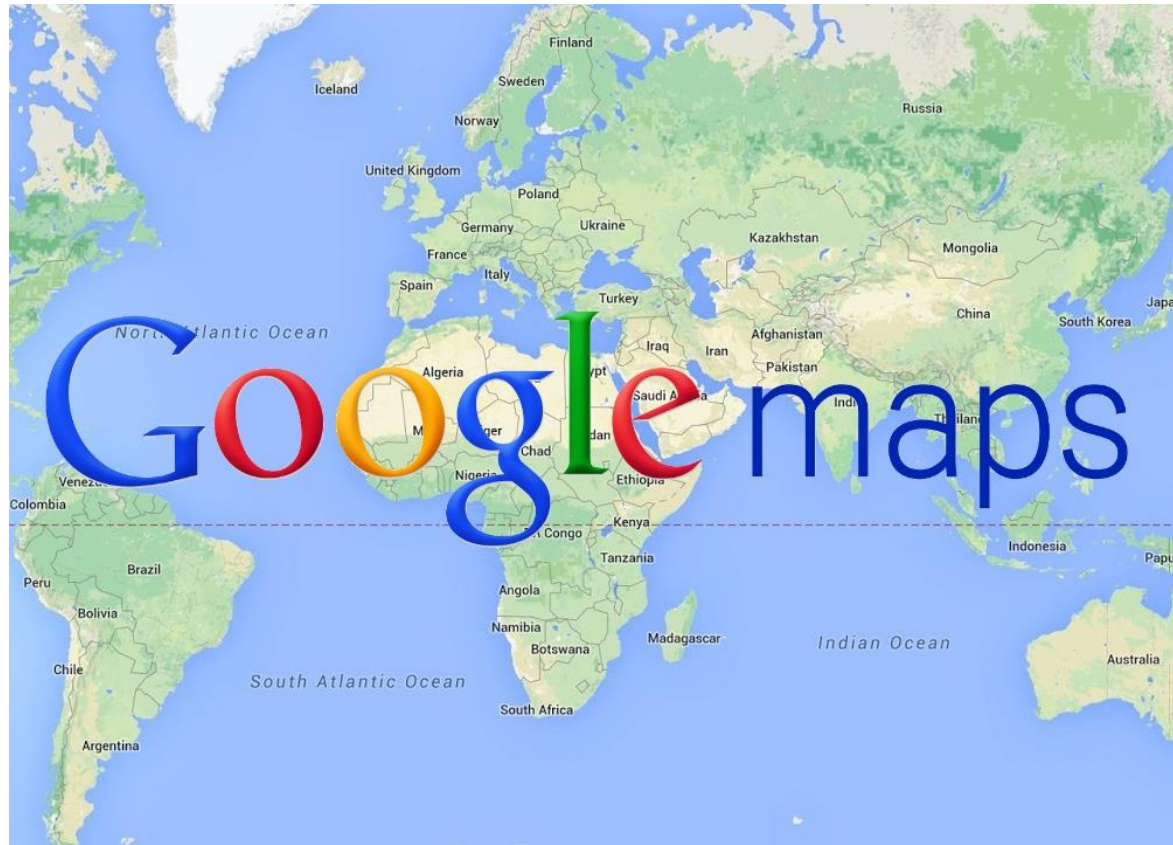 Finland
Iceland
Sweden
Russia
Norway
United Kingdom
Poland
Germany
Ukraine
Kazakhstan
Mongolia
France
Italy
Spain
Turkey
China
South Korea
Atlantic Ocean
Afghanistan
Iraq
Iran
Pakistan
Algeria
Google maps
Chad
Ethiopia
Colombia
Kenya
Congo
Indonesia
Tanzania
Brazil
Peru
Angola
Bolivia
Namibia
Botswana
Madagascar
Indian Ocean
Chile
Australia
South Atlantic Ocean
South Africa
Argentina